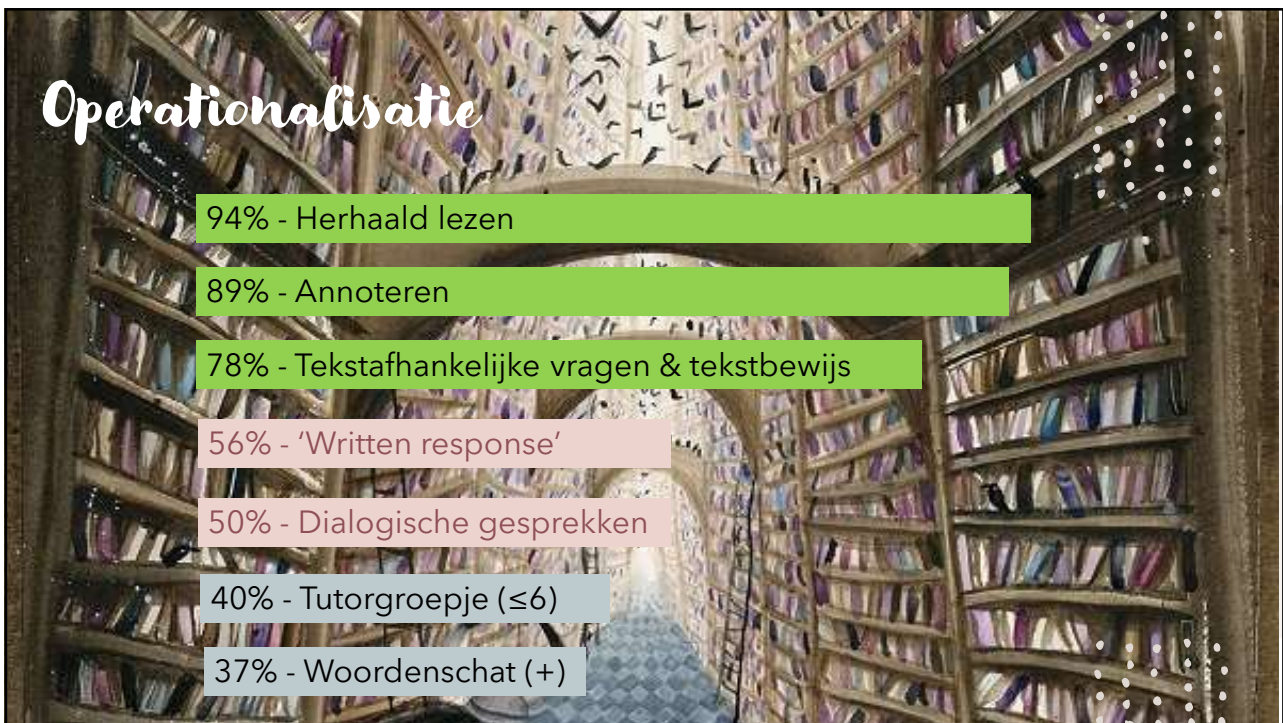 Operationalisatie
94% - Herhaald lezen
89% - Annoteren
78% - Tekstafhankelijke vragen & tekstbewijs
56% - ‘Written response’
50% - Dialogische gesprekken
40% - Tutorgroepje (≤6)
37% - Woordenschat (+)